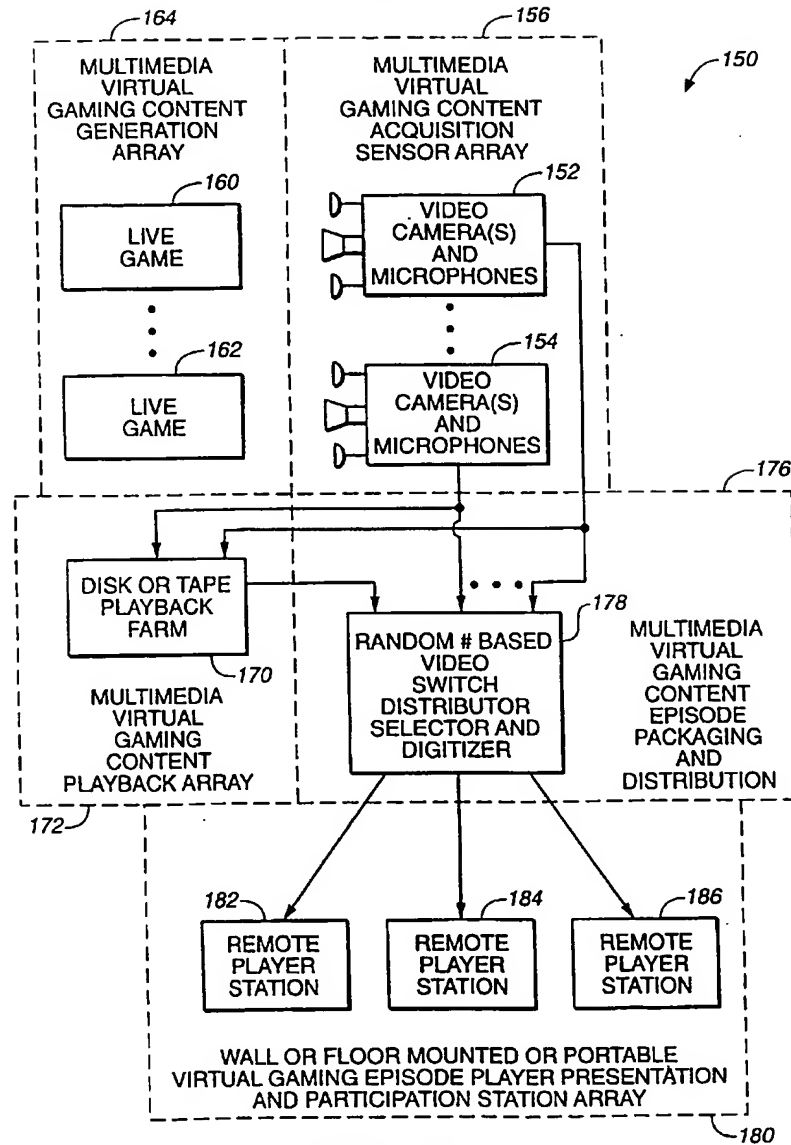 164
156
150
MULTIMEDIA
VIRTUAL
GAMING CONTENT
GENERATION
ARRAY
MULTIMEDIA
VIRTUAL
GAMING CONTENT
ACQUISITION
SENSOR ARRAY
160
LIVE
GAME
152
VIDEO
CAMERA(S)
AND
MICROPHONES
162
LIVE
GAME
154
VIDEO
CAMERA(S)
AND
MICROPHONES
176
DISK OR TAPE
PLAYBACK
FARM
170
MULTIMEDIA
VIRTUAL
GAMING
CONTENT
PLAYBACK ARRAY
172
178
RANDOM # BASED
VIDEO
SWITCH
DISTRIBUTOR
SELECTOR AND
DIGITIZER
MULTIMEDIA
VIRTUAL
GAMING
CONTENT
EPISODE
PACKAGING
AND
DISTRIBUTION
182
REMOTE
PLAYER
STATION
184
REMOTE
PLAYER
STATION
186
REMOTE
PLAYER
STATION
WALL OR FLOOR MOUNTED OR PORTABLE
VIRTUAL GAMING EPISODE PLAYER PRESENTATION
AND PARTICIPATION STATION ARRAY
180